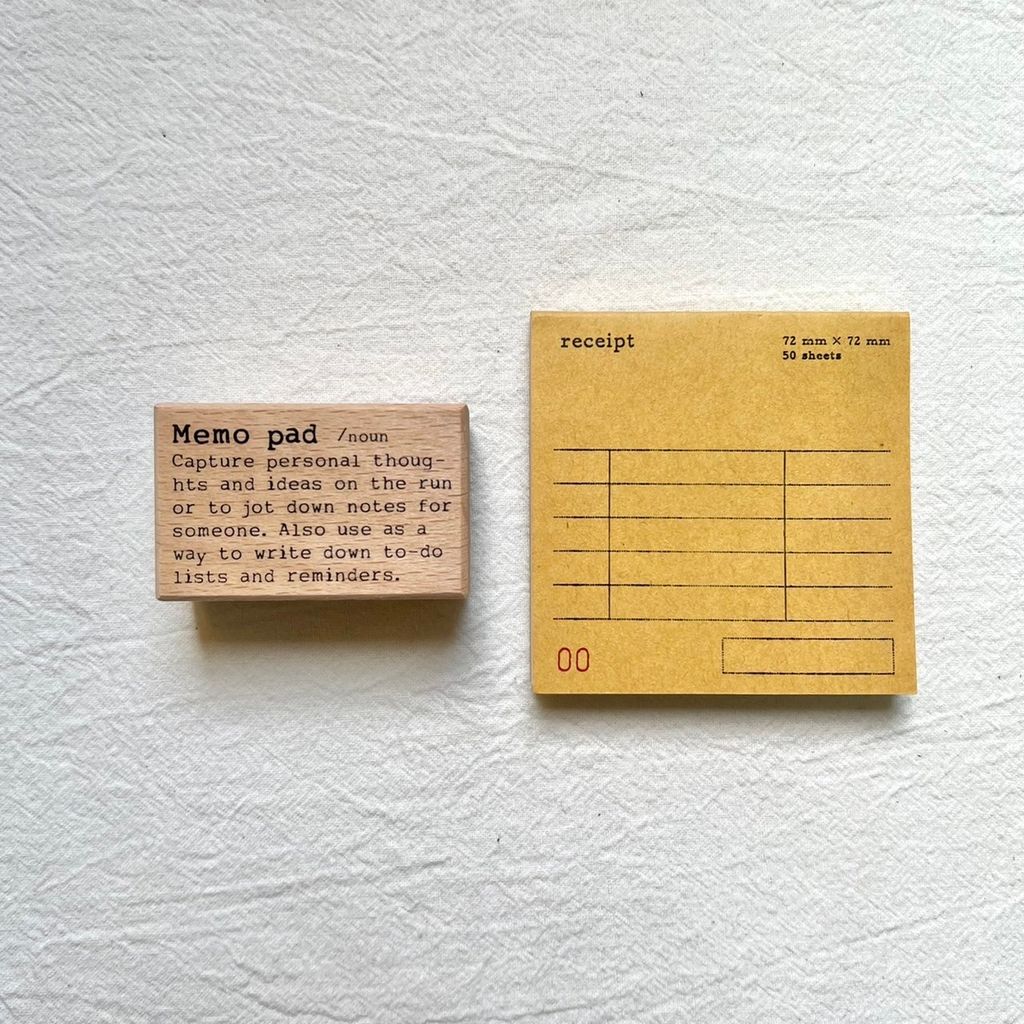 Memo pad /noun
Capture personal thoug-
hts and ideas on the run
or to jot down notes for
someone. Also use as a
way to write down to-do
lists and reminders.
receipt
72 mm × 72 mm
50 sheets
00